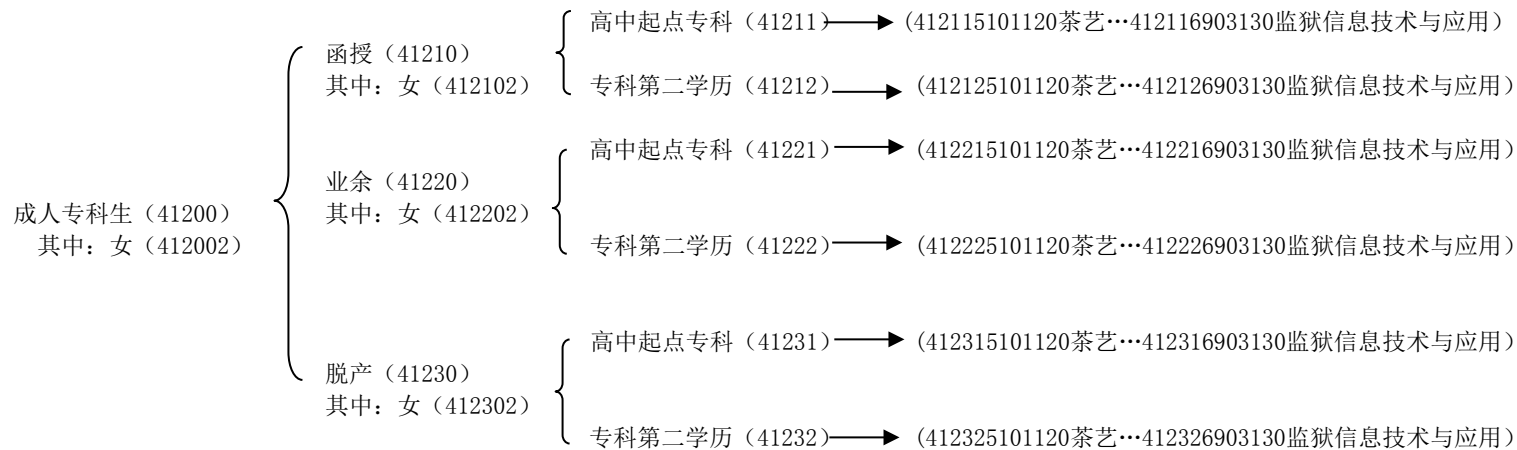 高中起点专科（41211） (412115101120茶艺…412116903130监狱信息技术与应用）
函授（41210）
其中：女（412102）
专科第二学历（41212） (412125101120茶艺…412126903130监狱信息技术与应用）
高中起点专科（41221） (412215101120茶艺…412216903130监狱信息技术与应用）
业余（41220）
其中：女（412202）
成人专科生（41200）
其中：女（412002）
专科第二学历（41222） (412225101120茶艺…412226903130监狱信息技术与应用）
高中起点专科（41231） (412315101120茶艺…412316903130监狱信息技术与应用）
脱产（41230）
其中：女（412302）
专科第二学历（41232） (412325101120茶艺…412326903130监狱信息技术与应用）